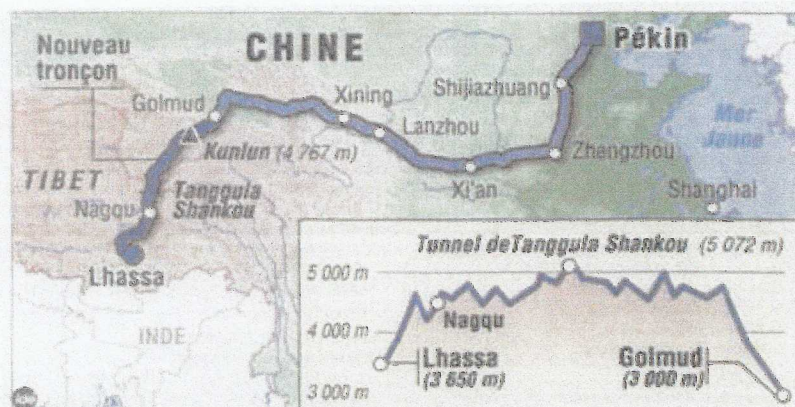 Nouveau
tronçon
CHINE
Pékin
Golmud
Xining
Shijiazhuang
Lanzhou
Mer
Jaune
Kunlun (4 767 m)
Zhengzhou
TIBET
Xi'an
Tanggula
Shankou
Shanghai
Nagqu
Lhassa
INDE
Tunnel de Tanggula Shankou (5 072 m)
5 000 m
4 000 m
3 000 m
Nagqu
Lhassa
(3 650 m)
Golmud
(3 000 m)